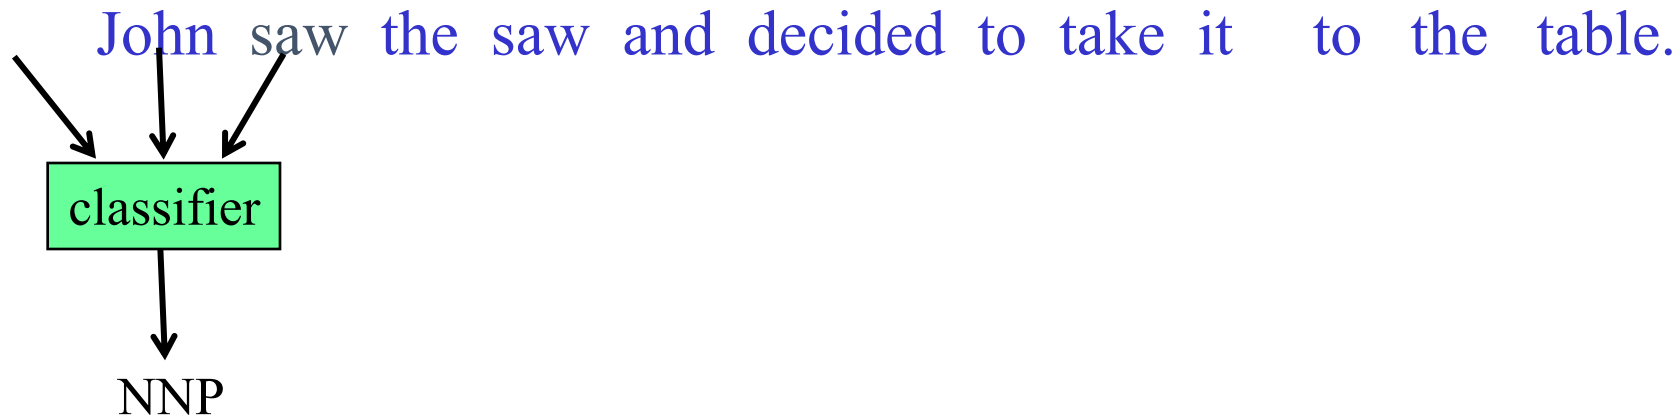 John saw the saw and decided to take it to the table.
classifier
NNP